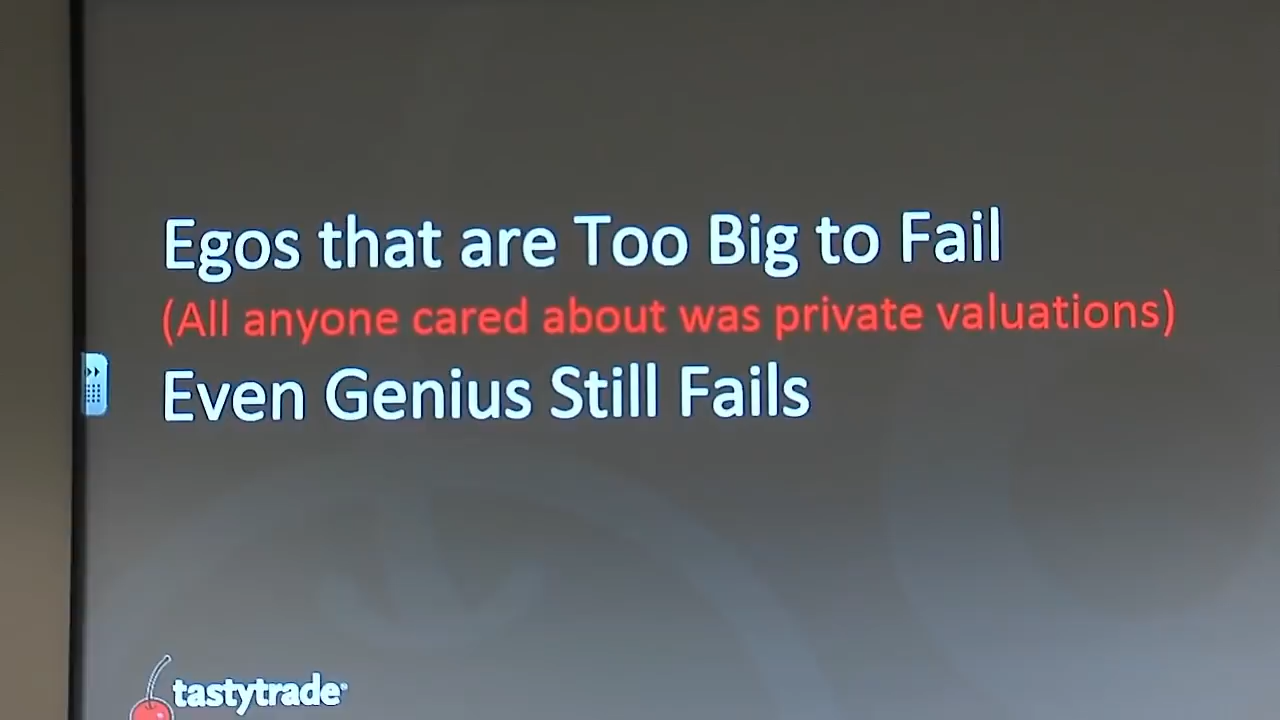 Egos that are Too Big to Fail
(All anyone cared about was private valuations)
Even Genius Still Fails
tastytrade